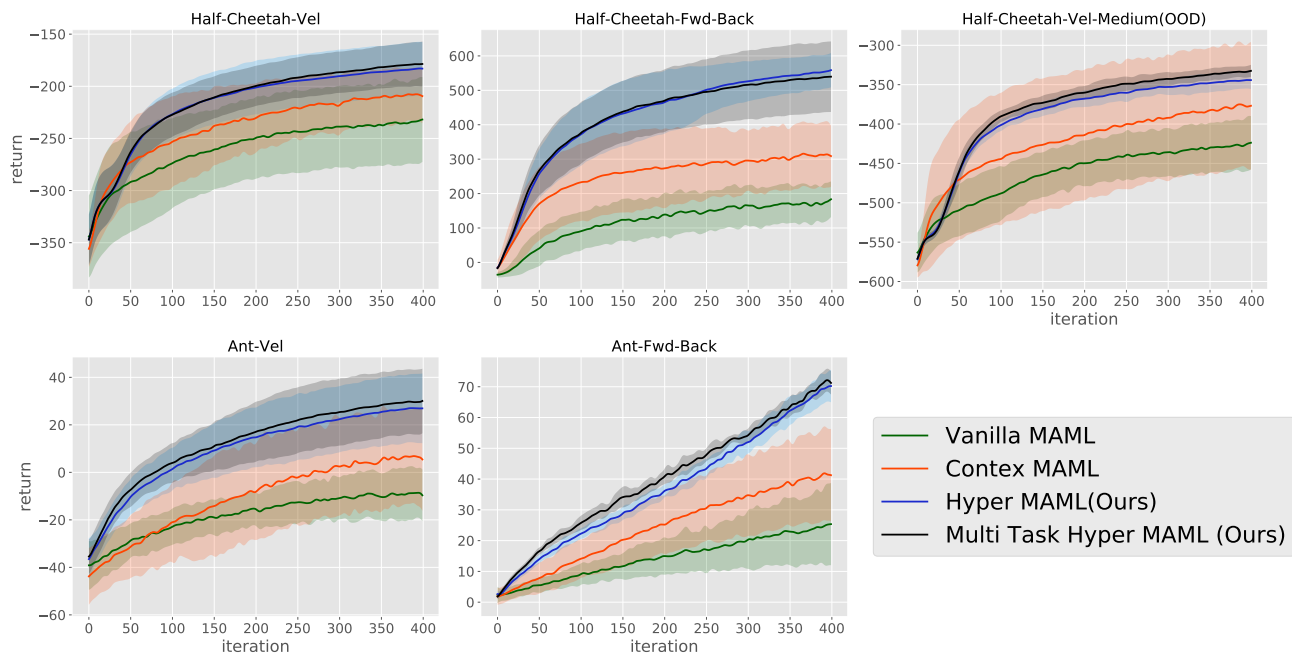 Half-Cheetah-Vel
Half-Cheetah-Fwd-Back
Half-Cheetah-Vel-Medium(OOD)
−150
−200
−250
−300
−350
return
0 50 100 150 200 250 300 350 400
600
500
400
300
200
100
0
0 50 100 150 200 250 300 350 400
−300
−350
−400
−450
−500
−550
−600
0 50 100 150 200 250 300 350 400
iteration
Ant-Vel
Ant-Fwd-Back
40
20
0
−20
−40
−60
return
0 50 100 150 200 250 300 350 400
iteration
70
60
50
40
30
20
10
0
0 50 100 150 200 250 300 350 400
iteration
Vanilla MAML
Contex MAML
Hyper MAML(Ours)
Multi Task Hyper MAML (Ours)